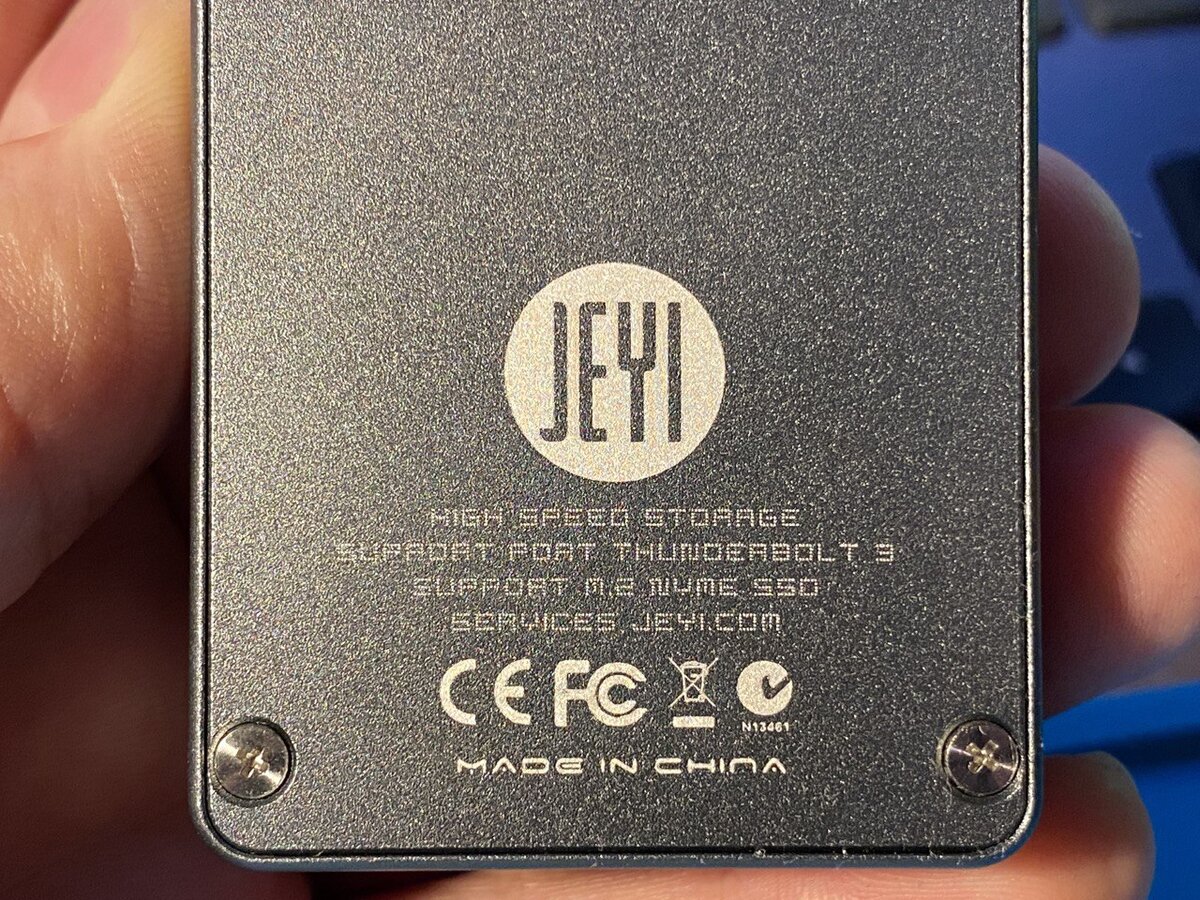 JEYI
HIGH SPEED STORAGE
SUPPORT PORT THUNDERBOLT 3
SUPPORT M.2 NVME SSD
SERVICES JEYI.COM
CE FC
N13461
MADE IN CHINA